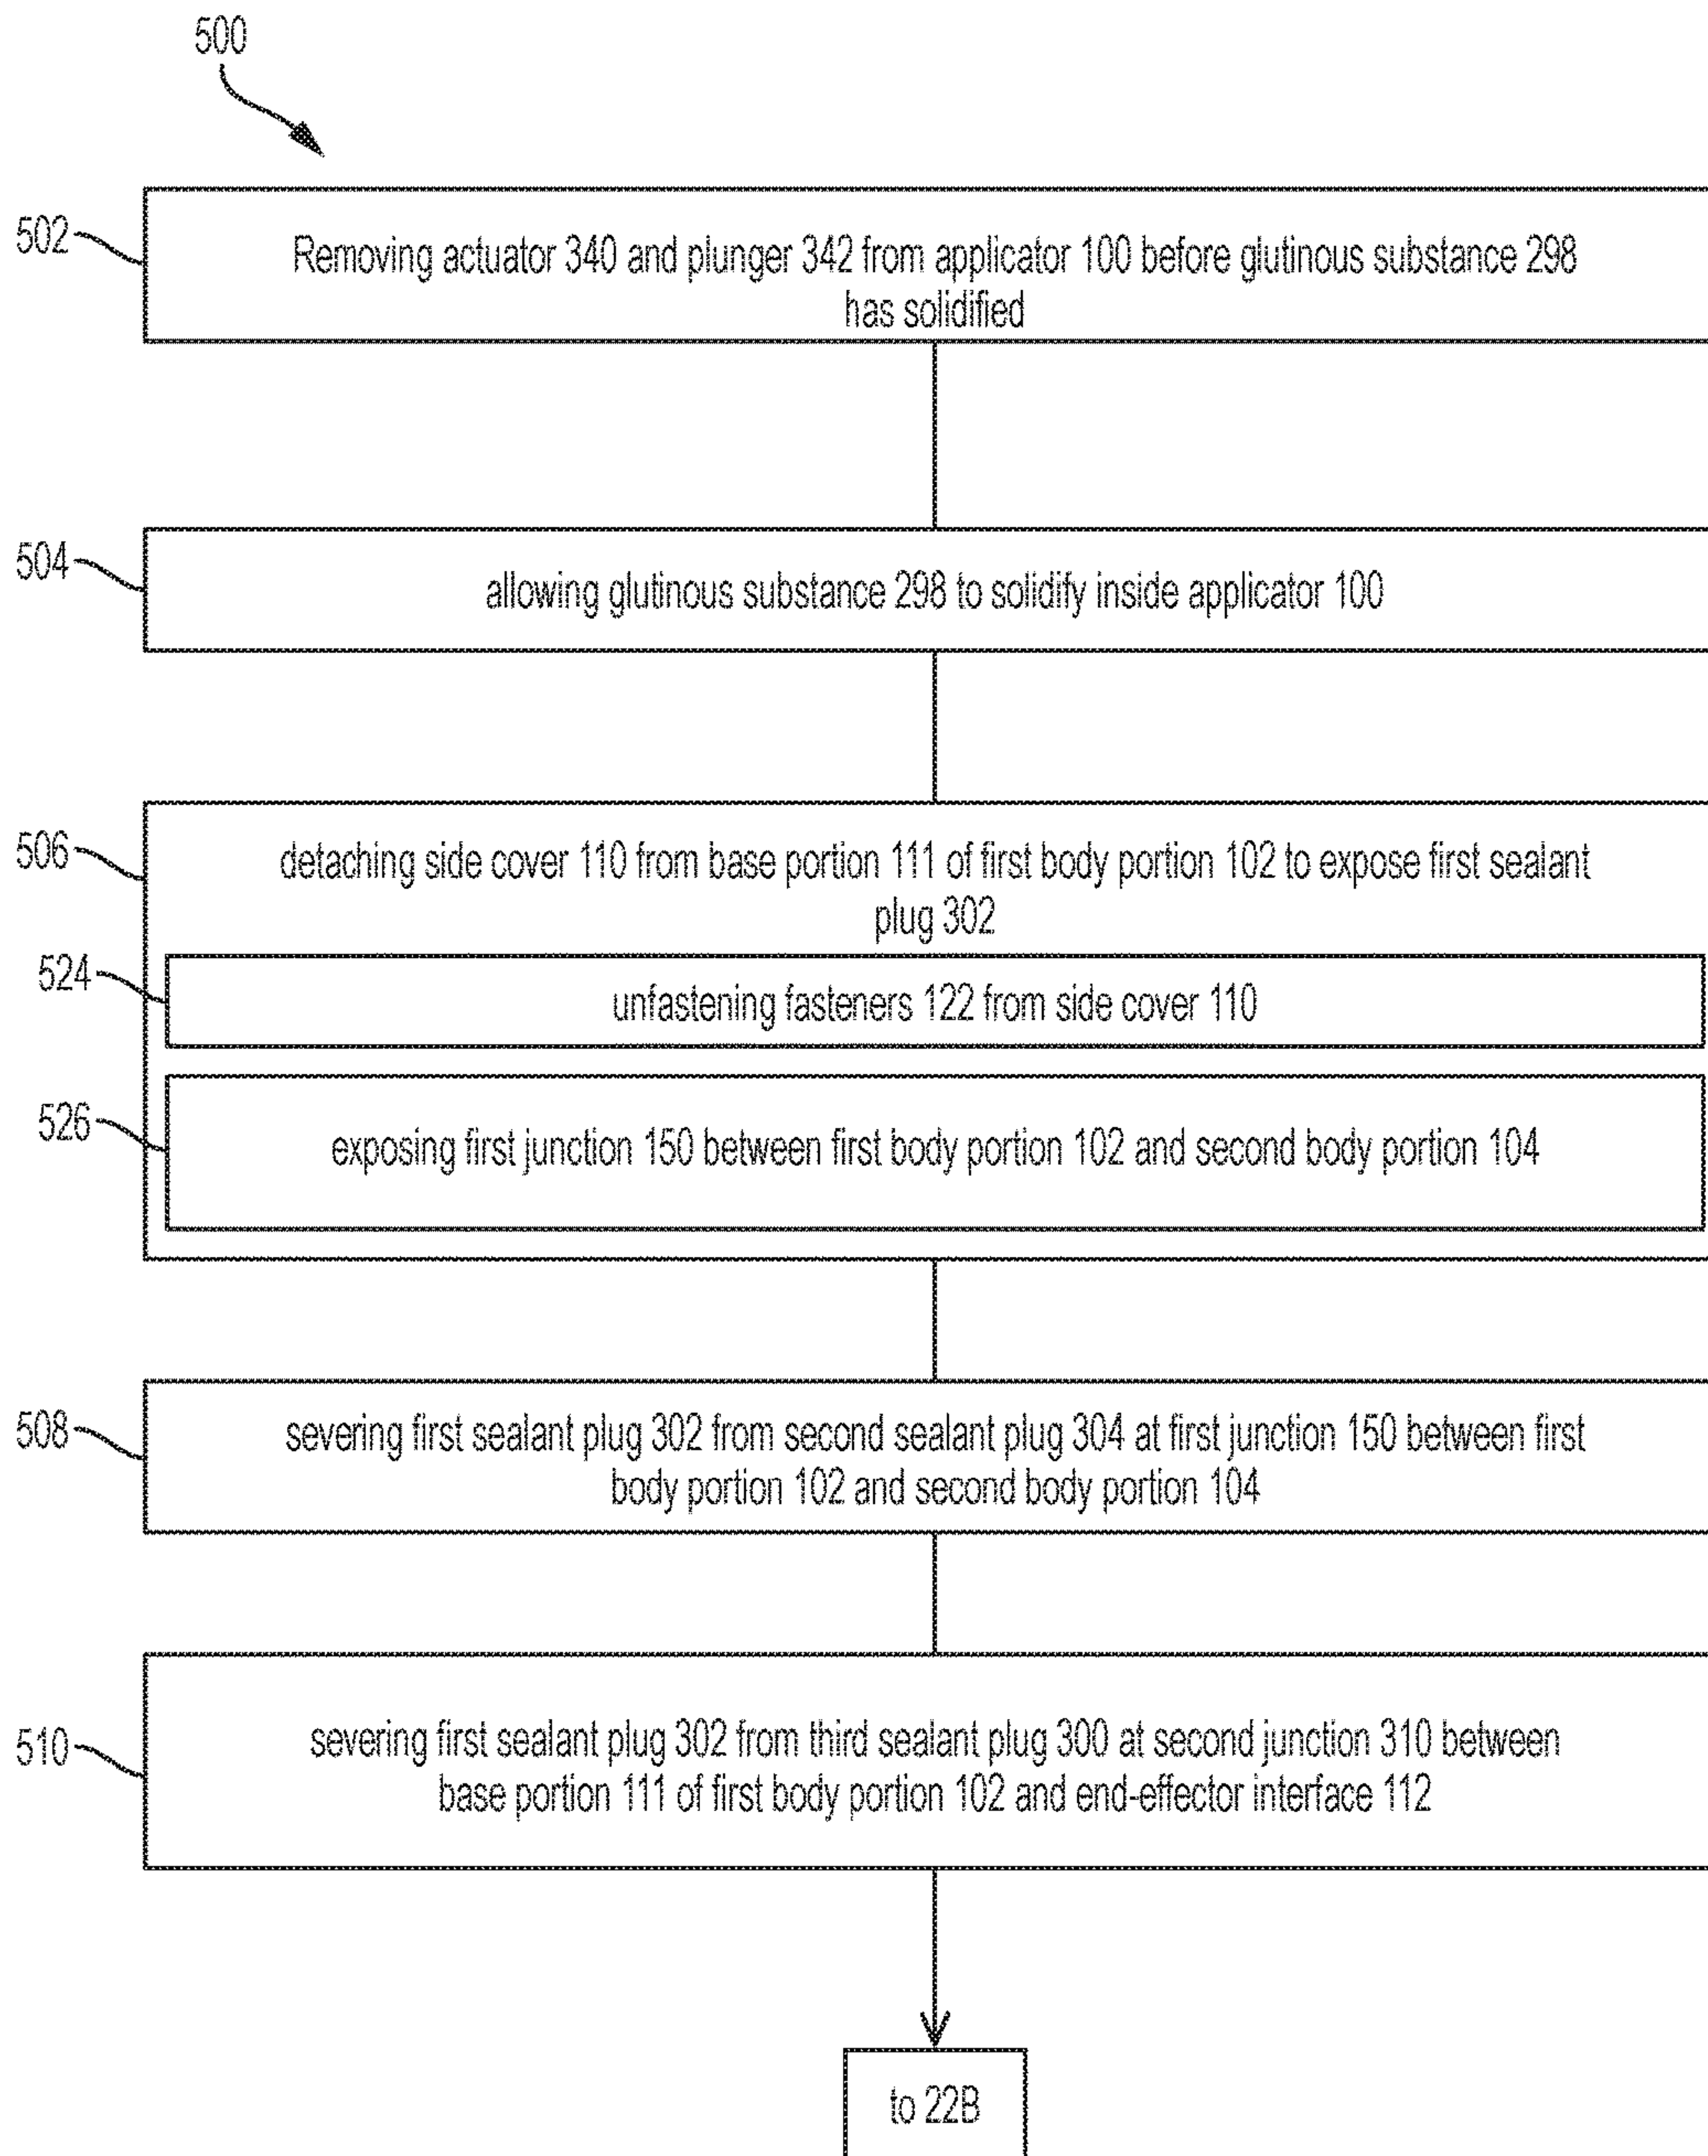 500
502
Removing actuator 340 and plunger 342 from applicator 100 before glutinous substance 298
has solidified
504
allowing glutinous substance 298 to solidify inside applicator 100
506
detaching side cover 110 from base portion 111 of first body portion 102 to expose first sealant
plug 302
524
unfastening fasteners 122 from side cover 110
526
exposing first junction 150 between first body portion 102 and second body portion 104
508
severing first sealant plug 302 from second sealant plug 304 at first junction 150 between first
body portion 102 and second body portion 104
510
severing first sealant plug 302 from third sealant plug 300 at second junction 310 between
base portion 111 of first body portion 102 and end-effector interface 112
to 22B